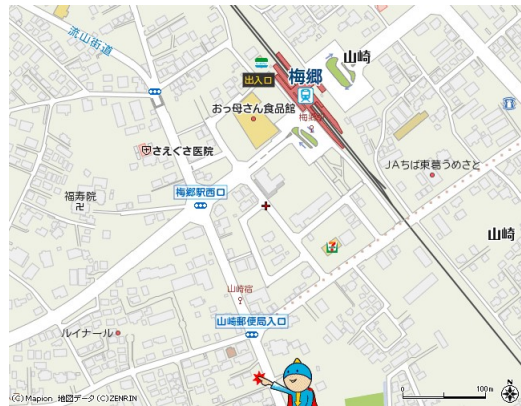 流山街道
山崎
梅郷
出入口
おっ母さん食品館
さえぐさ医院
JAちば東葛うめさと
福寿院
梅郷駅西口
山崎
山崎宿
山崎郵便局入口
ルイナール
(C)Mapion 地図データ(C)ZENRIN
0
100m
N